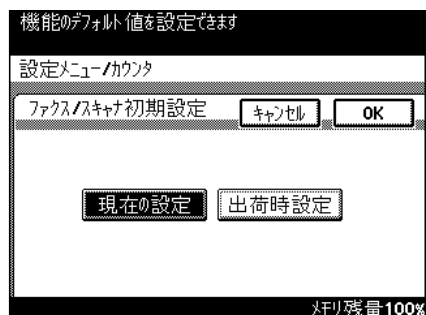 機能のﾃﾞﾌｫﾙﾄ値を設定できます
設定ﾒﾆｭｰ/ｶｳﾝﾀ
ﾌｧｸｽ/ｽｷｬﾅ初期設定 ｷｬﾝｾﾙ OK
現在の設定 出荷時設定
ﾒﾓﾘ残量100%